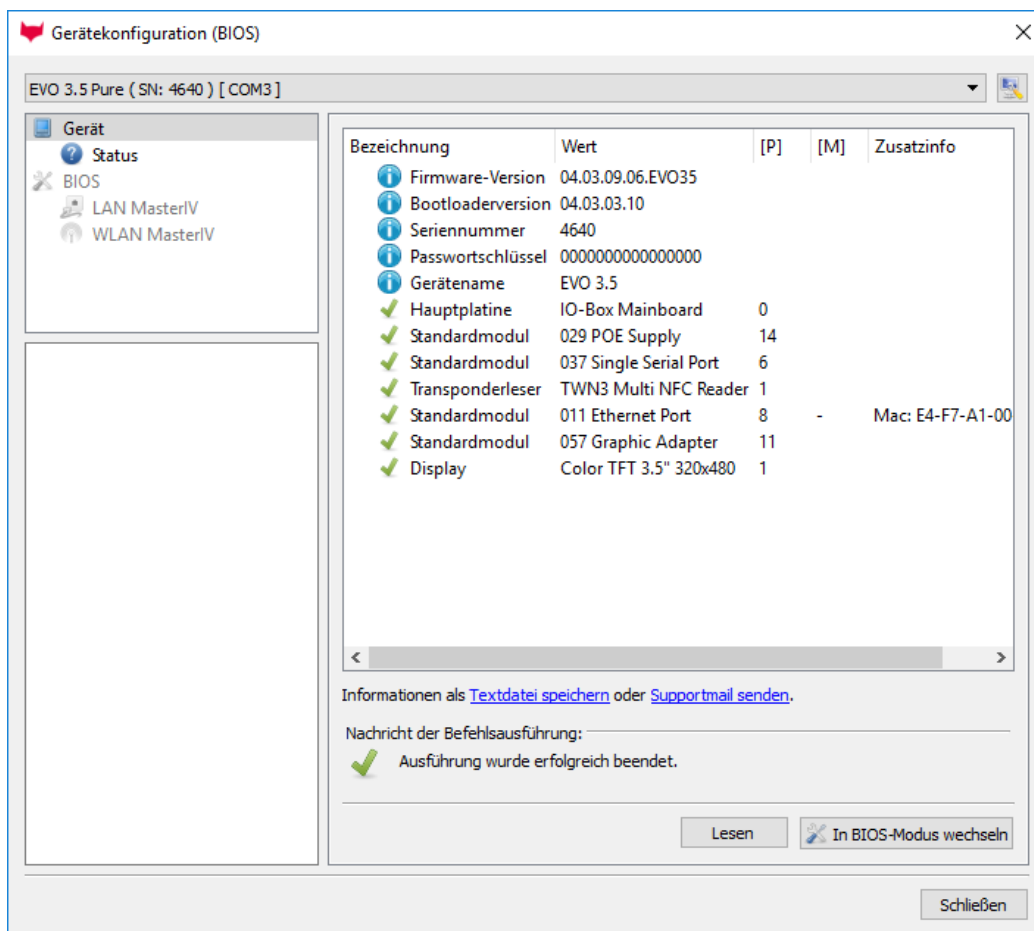 Gerätekonfiguration (BIOS)
EVO 3.5 Pure ( SN: 4640 ) [ COM3 ]
Gerät
Status
BIOS
LAN MasterIV
WLAN MasterIV
Bezeichnung Wert [P] [M] Zusatzinfo
Firmware-Version 04.03.09.06.EVO35
Bootloaderversion 04.03.03.10
Seriennummer 4640
Passwortschlüssel 0000000000000000
Gerätename EVO 3.5
Hauptplatine IO-Box Mainboard 0
Standardmodul 029 POE Supply 14
Standardmodul 037 Single Serial Port 6
Transponderleser TWN3 Multi NFC Reader 1
Standardmodul 011 Ethernet Port 8 - Mac: E4-F7-A1-00
Standardmodul 057 Graphic Adapter 11
Display Color TFT 3.5" 320x480 1
Informationen als Textdatei speichern oder Supportmail senden.
Nachricht der Befehlsausführung:
Ausführung wurde erfolgreich beendet.
Lesen
In BIOS-Modus wechseln
Schließen